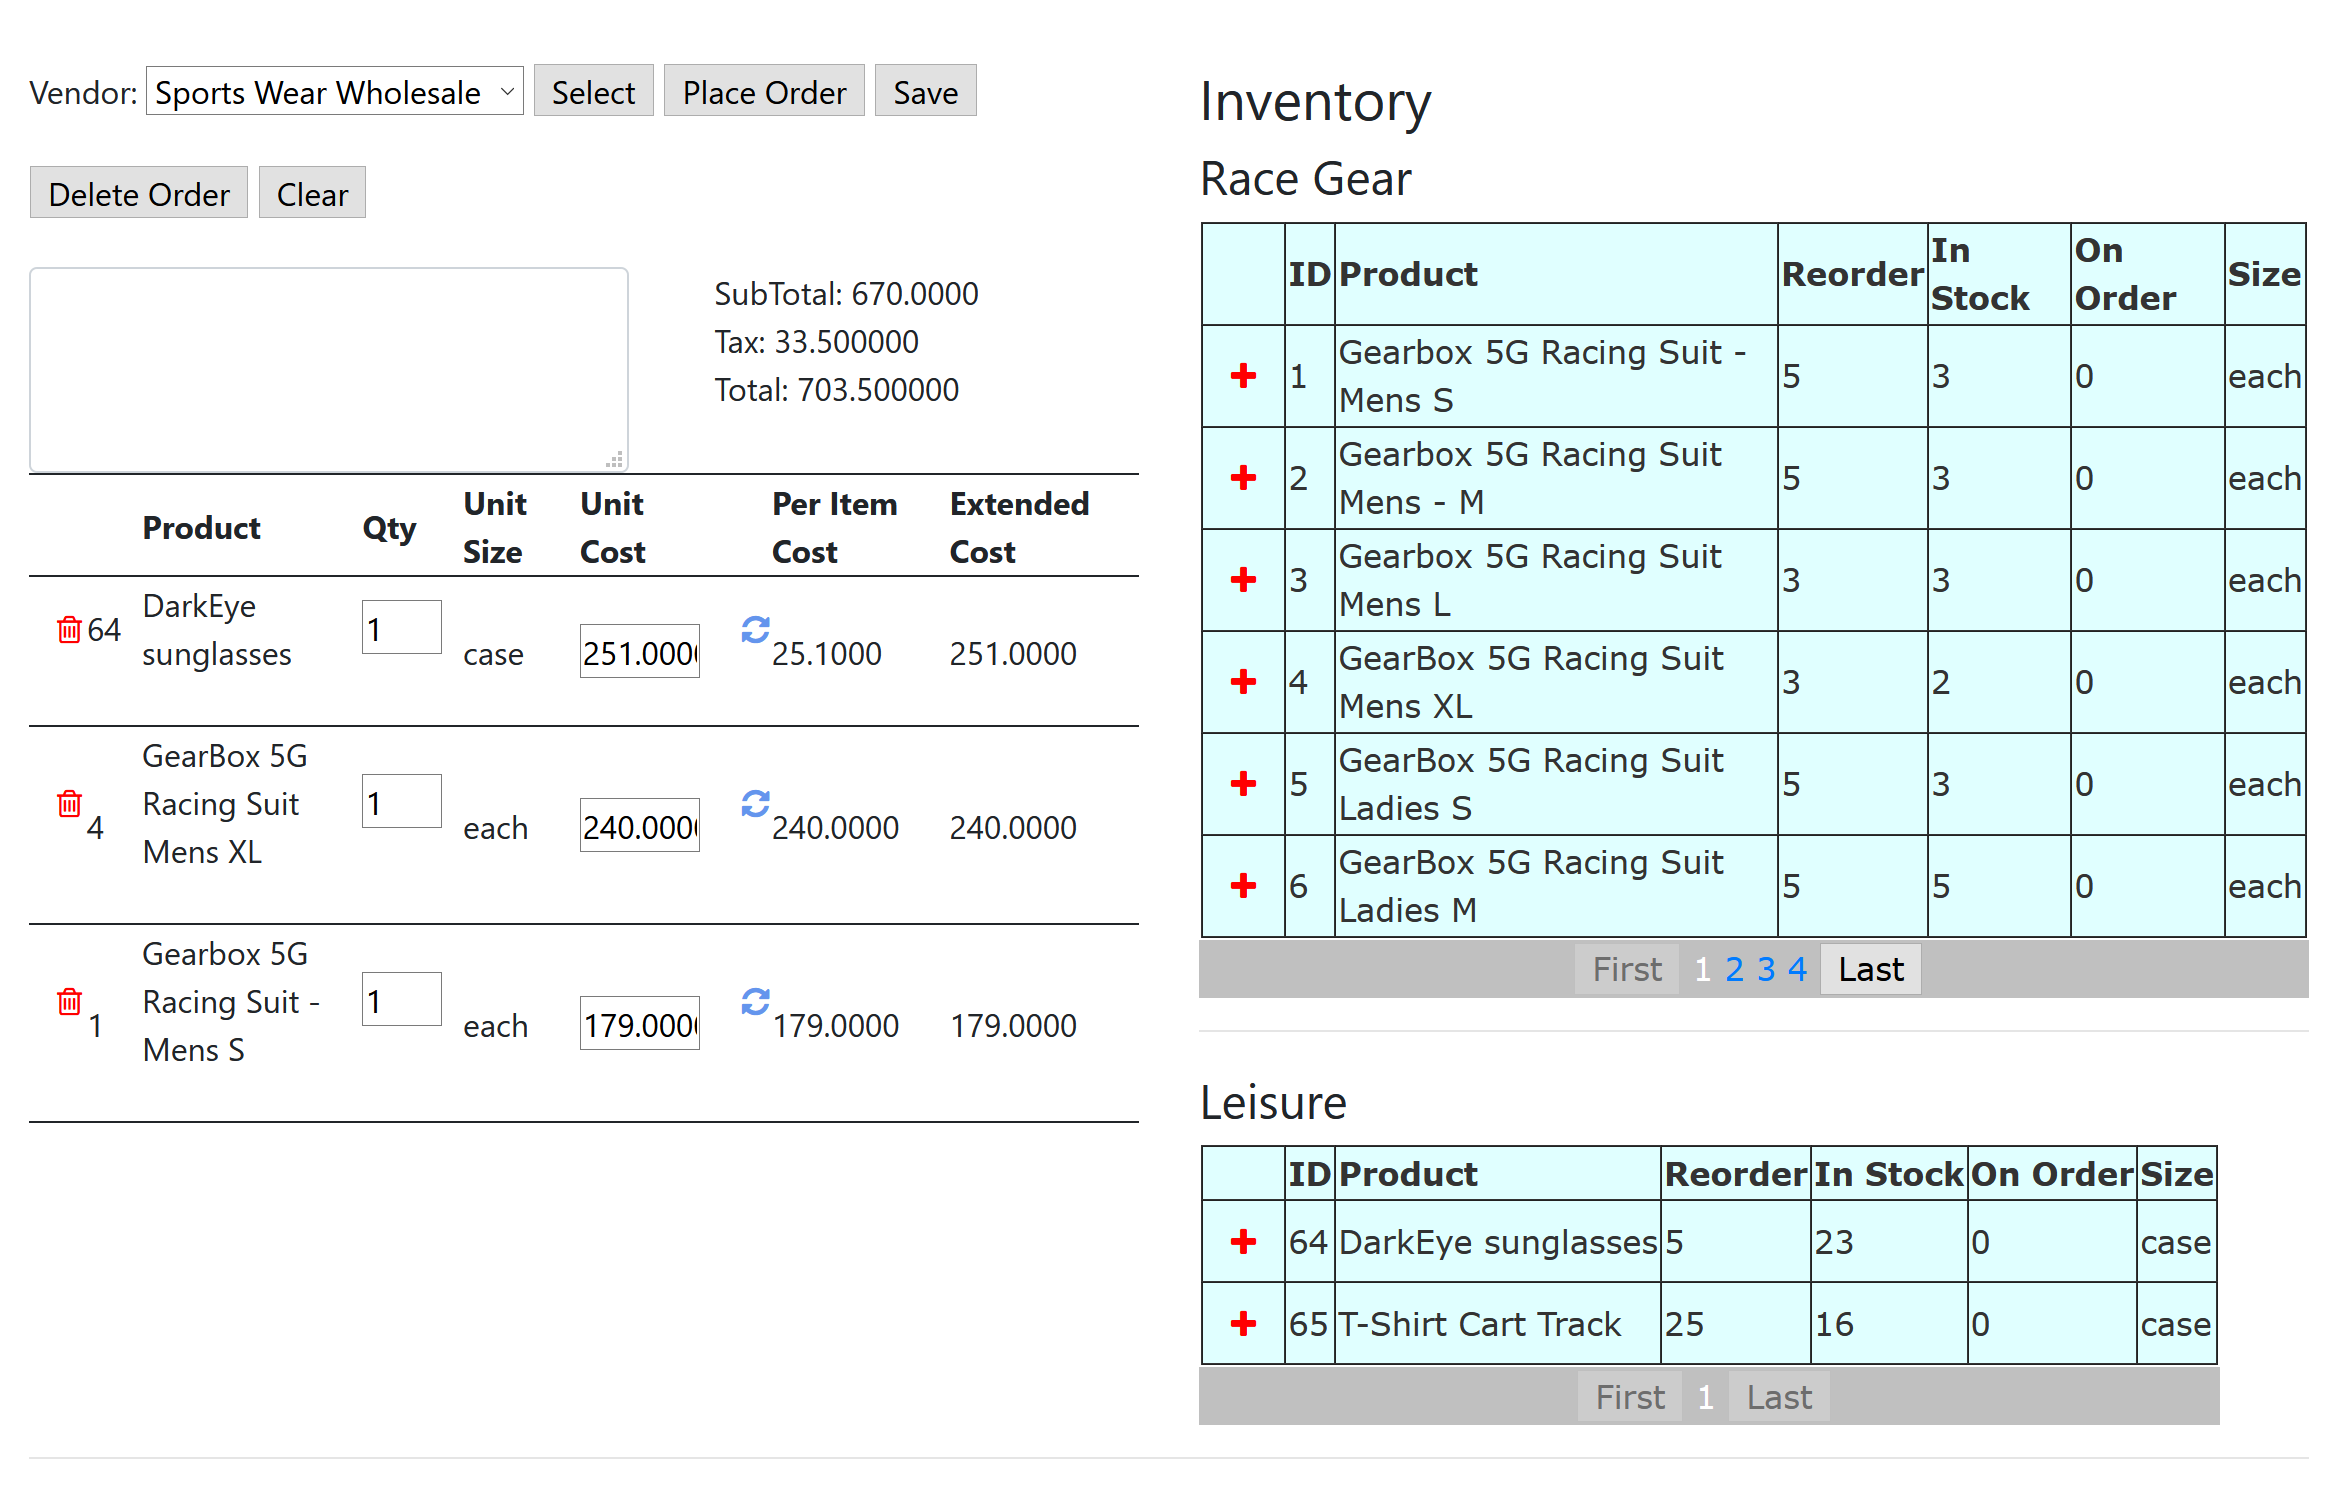 Vendor: Sports Wear Wholesale Select Place Order Save
Delete Order Clear
SubTotal: 670.0000
Tax: 33.500000
Total: 703.500000
Product Qty Unit Size Unit Cost Per Item Cost Extended Cost
64 DarkEye sunglasses 1 case 251.000 25.1000 251.0000
4 GearBox 5G Racing Suit Mens XL 1 each 240.000 240.0000 240.0000
1 Gearbox 5G Racing Suit - Mens S 1 each 179.000 179.0000 179.0000
Inventory
Race Gear
ID Product Reorder In Stock On Order Size
1 Gearbox 5G Racing Suit - Mens S 5 3 0 each
2 Gearbox 5G Racing Suit Mens - M 5 3 0 each
3 Gearbox 5G Racing Suit Mens L 3 3 0 each
4 GearBox 5G Racing Suit Mens XL 3 2 0 each
5 GearBox 5G Racing Suit Ladies S 5 3 0 each
6 GearBox 5G Racing Suit Ladies M 5 5 0 each
First 1 2 3 4 Last
Leisure
ID Product Reorder In Stock On Order Size
64 DarkEye sunglasses 5 23 0 case
65 T-Shirt Cart Track 25 16 0 case
First 1 Last